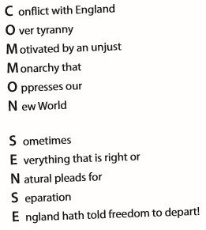 C onflict with England
O ver tyranny
M otivated by an unjust
M onarchy that
O ppresses our
N ew World
S ometimes
E verything that is right or
N atural pleads for
S eparation
E ngland hath told freedom to depart!